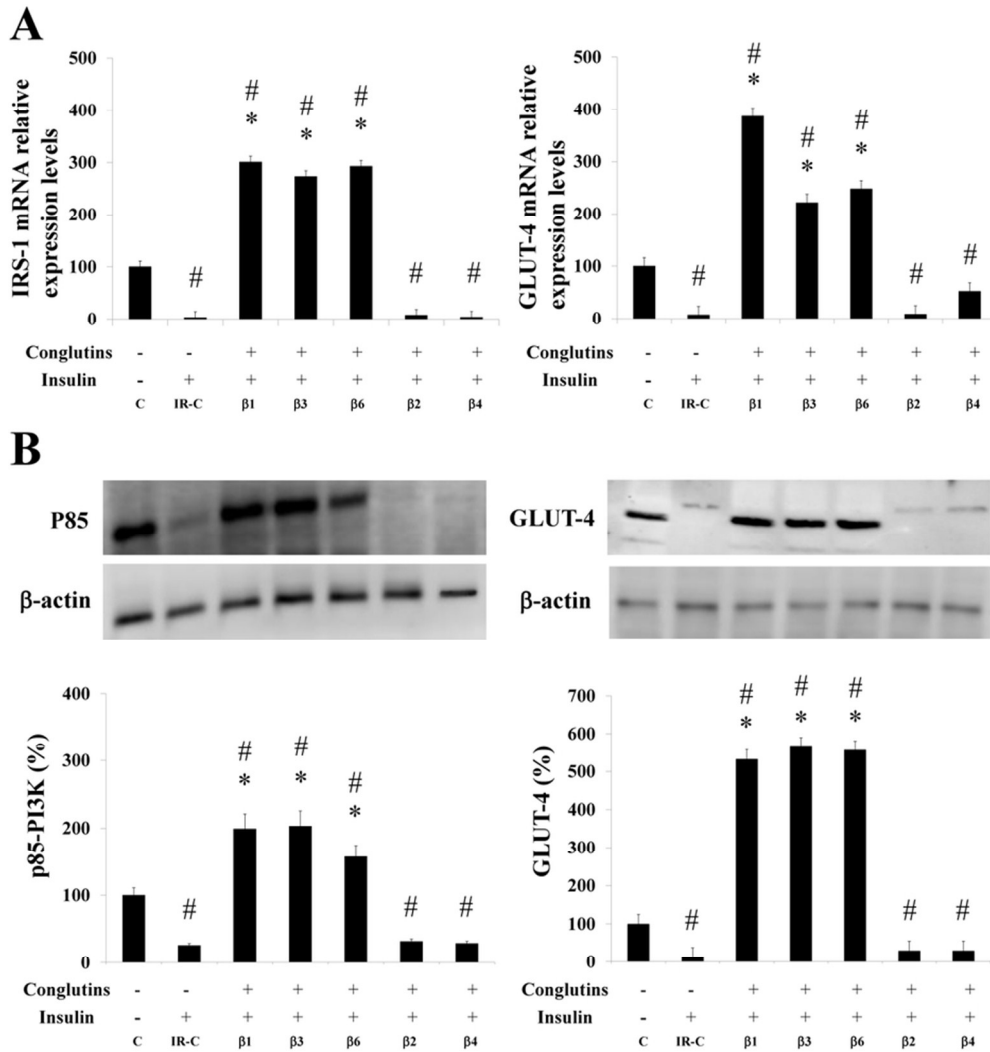 A
IRS-1 mRNA relative
expression levels
500
400
300
200
100
0
#
#
*
#
*
#
*
#
#
Conglutins - - + + + + +
Insulin - + + + + + +
C IR-C β1 β3 β6 β2 β4
GLUT-4 mRNA relative
expression levels
500
400
300
200
100
0
#
#
*
#
*
#
*
#
#
Conglutins - - + + + + +
Insulin - + + + + + +
C IR-C β1 β3 β6 β2 β4
B
P85
β-actin
GLUT-4
β-actin
p85-PI3K (%)
400
300
200
100
0
#
#
*
#
*
#
*
#
#
Conglutins - - + + + + +
Insulin - + + + + + +
C IR-C β1 β3 β6 β2 β4
GLUT-4 (%)
700
600
500
400
300
200
100
0
#
#
*
#
*
#
*
#
#
Conglutins - - + + + + +
Insulin - + + + + + +
C IR-C β1 β3 β6 β2 β4